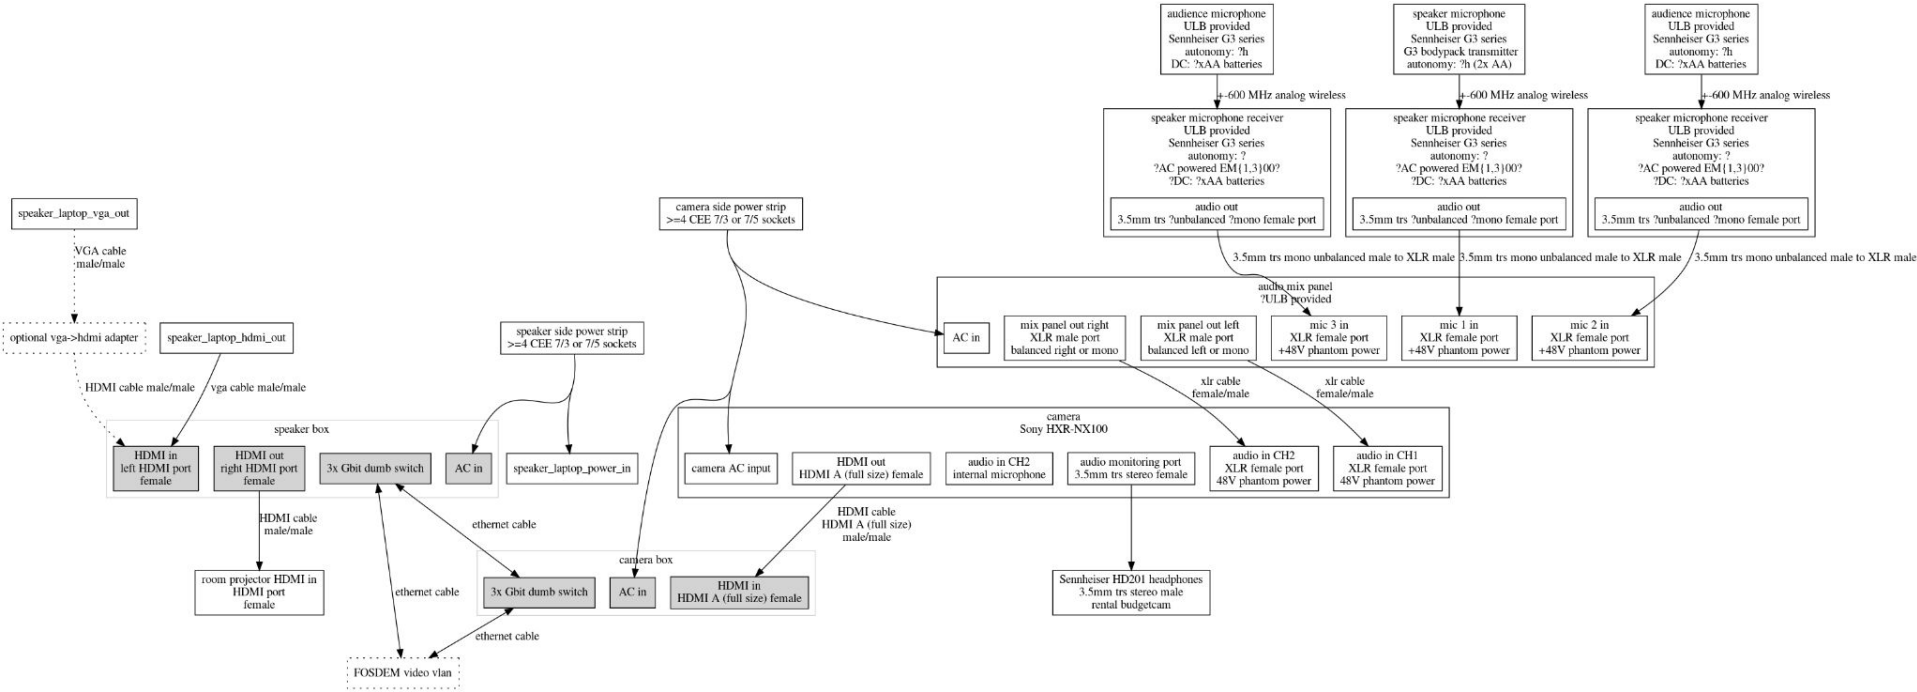 audience microphone
ULB provided
Sennheiser G3 series
autonomy: ?h
DC: ?xAA batteries
speaker microphone
ULB provided
Sennheiser G3 series
G3 bodypack transmitter
autonomy: ?h (2x AA)
audience microphone
ULB provided
Sennheiser G3 series
autonomy: ?h
DC: ?xAA batteries
+-600 MHz analog wireless
+-600 MHz analog wireless
+-600 MHz analog wireless
speaker microphone receiver
ULB provided
Sennheiser G3 series
autonomy: ?
?AC powered EM{1,3}00?
?DC: ?xAA batteries
audio out
3.5mm trs ?unbalanced ?mono female port
speaker microphone receiver
ULB provided
Sennheiser G3 series
autonomy: ?
?AC powered EM{1,3}00?
?DC: ?xAA batteries
audio out
3.5mm trs ?unbalanced ?mono female port
speaker microphone receiver
ULB provided
Sennheiser G3 series
autonomy: ?
?AC powered EM{1,3}00?
?DC: ?xAA batteries
audio out
3.5mm trs ?unbalanced ?mono female port
speaker_laptop_vga_out
camera side power strip
>=4 CEE 7/3 or 7/5 sockets
VGA cable
male/male
3.5mm trs mono unbalanced male to XLR male
3.5mm trs mono unbalanced male to XLR male
3.5mm trs mono unbalanced male to XLR male
audio mix panel
?ULB provided
optional vga->hdmi adapter
speaker_laptop_hdmi_out
speaker side power strip
>=4 CEE 7/3 or 7/5 sockets
AC in
mix panel out right
XLR male port
balanced right or mono
mix panel out left
XLR male port
balanced left or mono
mic 3 in
XLR female port
+48V phantom power
mic 1 in
XLR female port
+48V phantom power
mic 2 in
XLR female port
+48V phantom power
HDMI cable male/male
vga cable male/male
xlr cable
female/male
xlr cable
female/male
speaker box
HDMI in
left HDMI port
female
HDMI out
right HDMI port
female
3x Gbit dumb switch
AC in
speaker_laptop_power_in
camera
Sony HXR-NX100
camera AC input
HDMI out
HDMI A (full size) female
audio in CH2
internal microphone
audio monitoring port
3.5mm trs stereo female
audio in CH2
XLR female port
48V phantom power
audio in CH1
XLR female port
48V phantom power
HDMI cable
male/male
ethernet cable
HDMI cable
HDMI A (full size)
male/male
camera box
room projector HDMI in
HDMI port
female
ethernet cable
3x Gbit dumb switch
AC in
HDMI in
HDMI A (full size) female
Sennheiser HD201 headphones
3.5mm trs stereo male
rental budgetcam
ethernet cable
FOSDEM video vlan